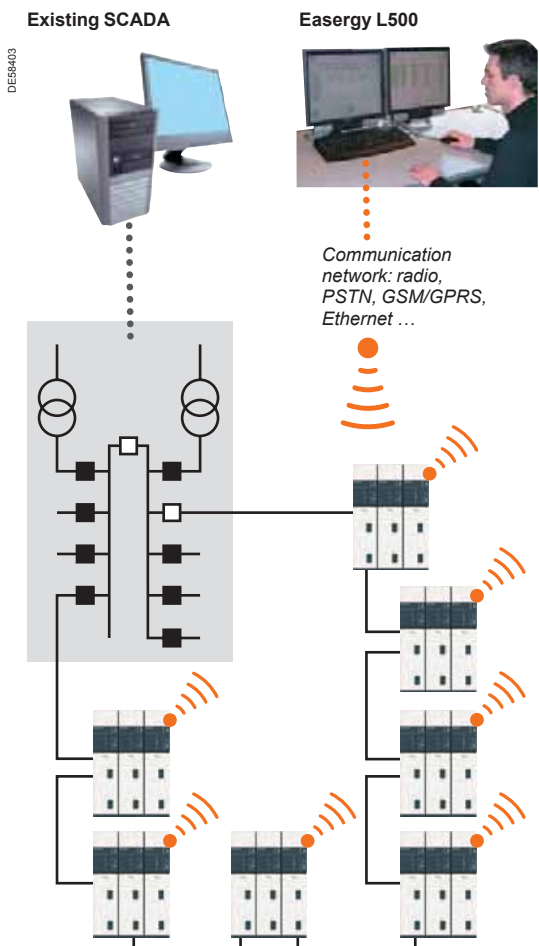 Existing SCADA
Easergy L500
DE58403
Communication
network: radio,
PSTN, GSM/GPRS,
Ethernet …